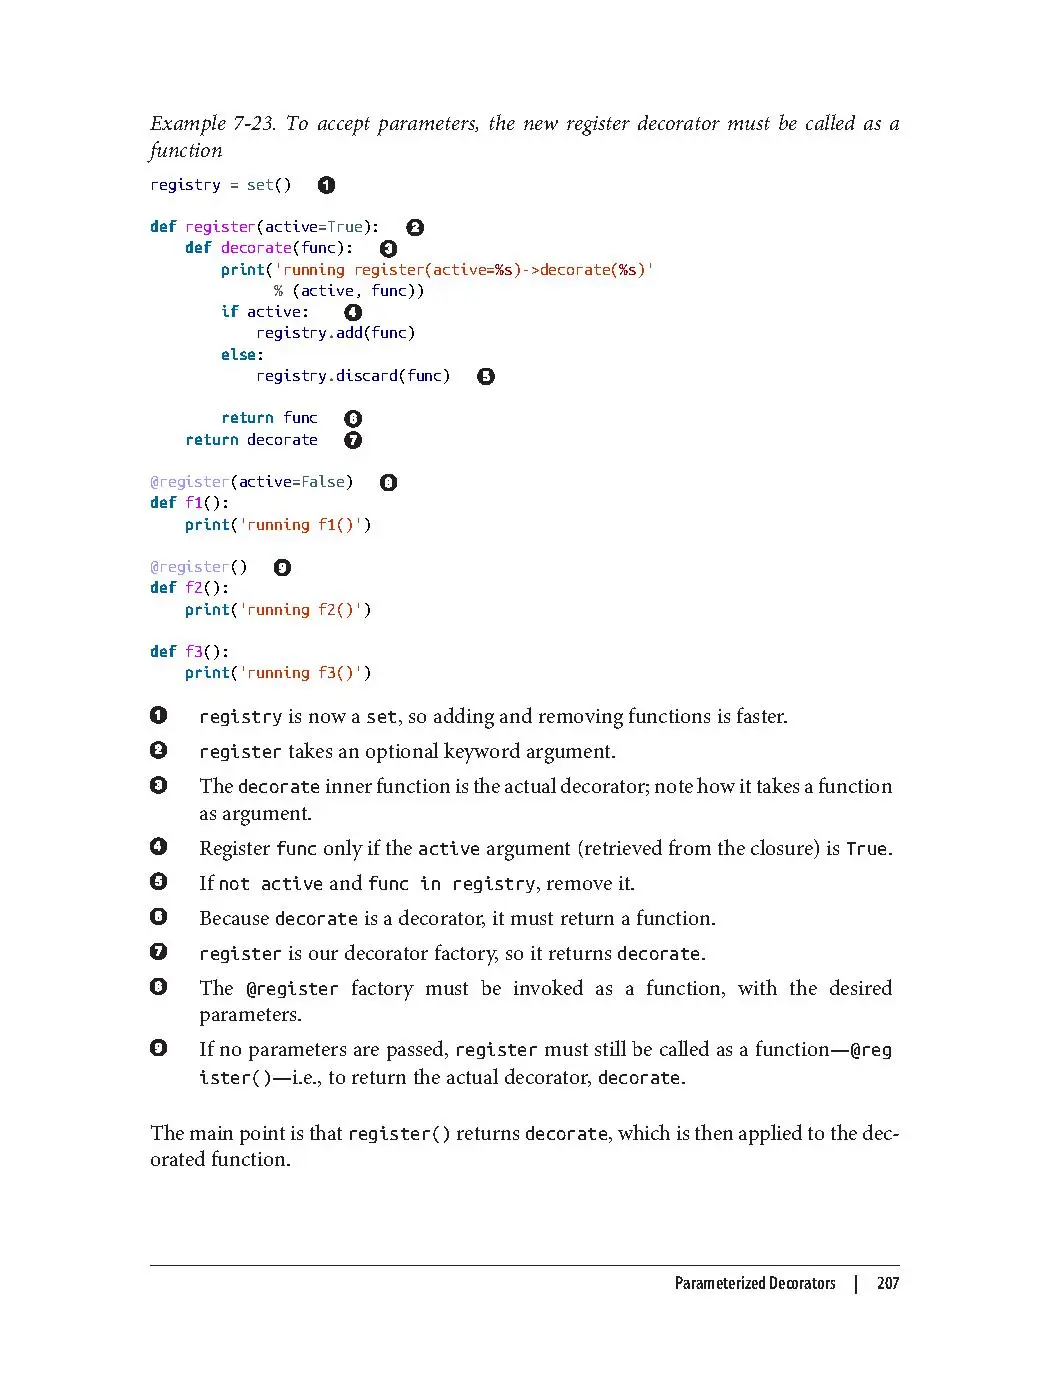 Example 7-23. To accept parameters, the new register decorator must be called as a
function
registry = set() ❶
def register(active=True): ❷
    def decorate(func): ❸
        print('running register(active=%s)->decorate(%s)'
              % (active, func))
        if active: ❹
            registry.add(func)
        else:
            registry.discard(func) ❺
        return func ❻
    return decorate ❼
@register(active=False) ❽
def f1():
    print('running f1()')
@register() ❾
def f2():
    print('running f2()')
def f3():
    print('running f3()')
❶ registry is now a set, so adding and removing functions is faster.
❷ register takes an optional keyword argument.
❸ The decorate inner function is the actual decorator; note how it takes a function
as argument.
❹ Register func only if the active argument (retrieved from the closure) is True.
❺ If not active and func in registry, remove it.
❻ Because decorate is a decorator, it must return a function.
❼ register is our decorator factory, so it returns decorate.
❽ The @register factory must be invoked as a function, with the desired
parameters.
❾ If no parameters are passed, register must still be called as a function—@reg
ister()—i.e., to return the actual decorator, decorate.
The main point is that register() returns decorate, which is then applied to the dec-
orated function.
Parameterized Decorators | 207